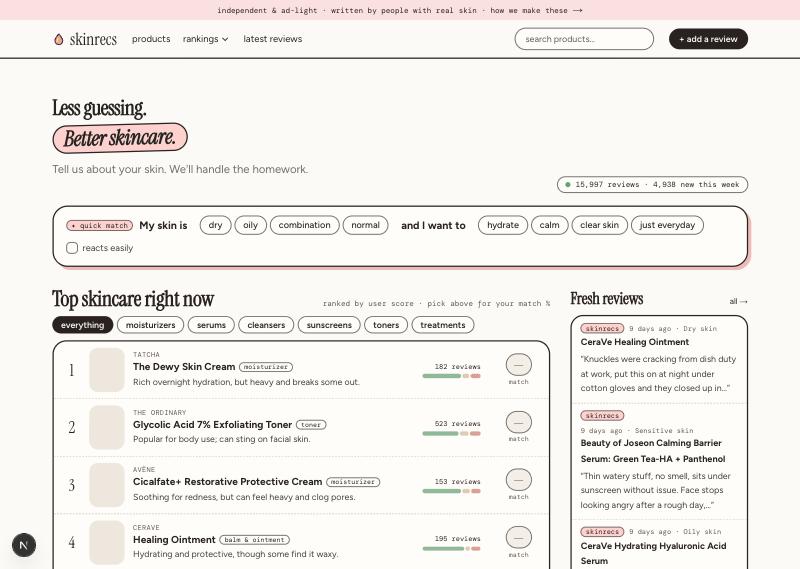 independent & ad-light · written by people with real skin · how we make these ⟶
skinrecs
products
rankings
latest reviews
search products…
+ add a review
Less guessing.
Better skincare.
Tell us about your skin. We'll handle the homework.
15,997 reviews · 4,938 new this week
✦ quick match
My skin is
dry
oily
combination
normal
and I want to
hydrate
calm
clear skin
just everyday
reacts easily
Top skincare right now
ranked by user score · pick above for your match %
everything
moisturizers
serums
cleansers
sunscreens
toners
treatments
1
TATCHA
The Dewy Skin Cream moisturizer
Rich overnight hydration, but heavy and breaks some out.
182 reviews
—
match
2
THE ORDINARY
Glycolic Acid 7% Exfoliating Toner toner
Popular for body use; can sting on facial skin.
523 reviews
—
match
3
AVÈNE
Cicalfate+ Restorative Protective Cream moisturizer
Soothing for redness, but can feel heavy and clog pores.
153 reviews
—
match
4
CERAVE
Healing Ointment balm & ointment
Hydrating and protective, though some find it waxy.
195 reviews
—
match
Fresh reviews
all →
skinrecs 9 days ago · Dry skin
CeraVe Healing Ointment
"Knuckles were cracking from dish duty
at work, put this on at night under
cotton gloves and they closed up in…"
skinrecs
9 days ago · Sensitive skin
Beauty of Joseon Calming Barrier
Serum: Green Tea-HA + Panthenol
"Thin watery stuff, no smell, sits under
sunscreen without issue. Face stops
looking angry after a rough day,…"
skinrecs 9 days ago · Oily skin
CeraVe Hydrating Hyaluronic Acid
Serum
N